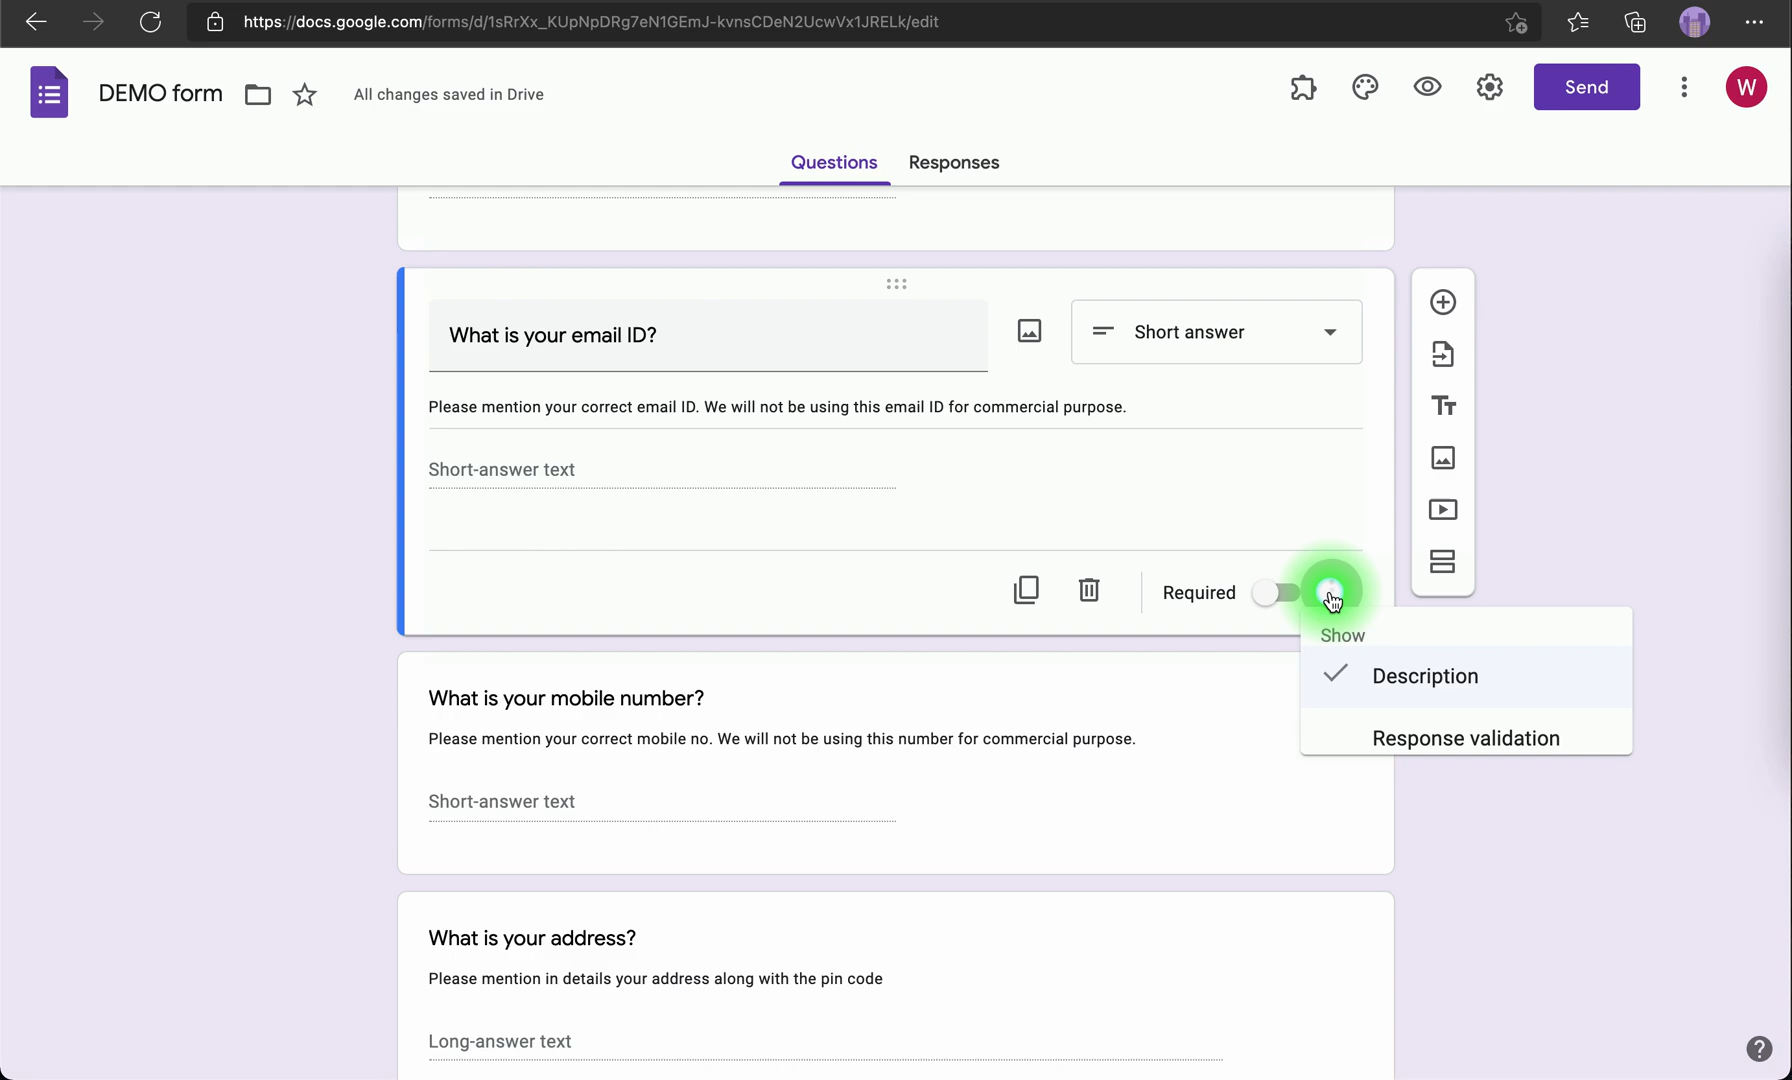 https://docs.google.com/forms/d/1sRrXx_KUpNpDRg7eN1GEmJ-kvnsCDeN2UcwVx1JRELk/edit
DEMO form
All changes saved in Drive
Send
W
Questions
Responses
What is your email ID?
Short answer
Please mention your correct email ID. We will not be using this email ID for commercial purpose.
Short-answer text
Required
Show
Description
Response validation
What is your mobile number?
Please mention your correct mobile no. We will not be using this number for commercial purpose.
Short-answer text
What is your address?
Please mention in details your address along with the pin code
Long-answer text